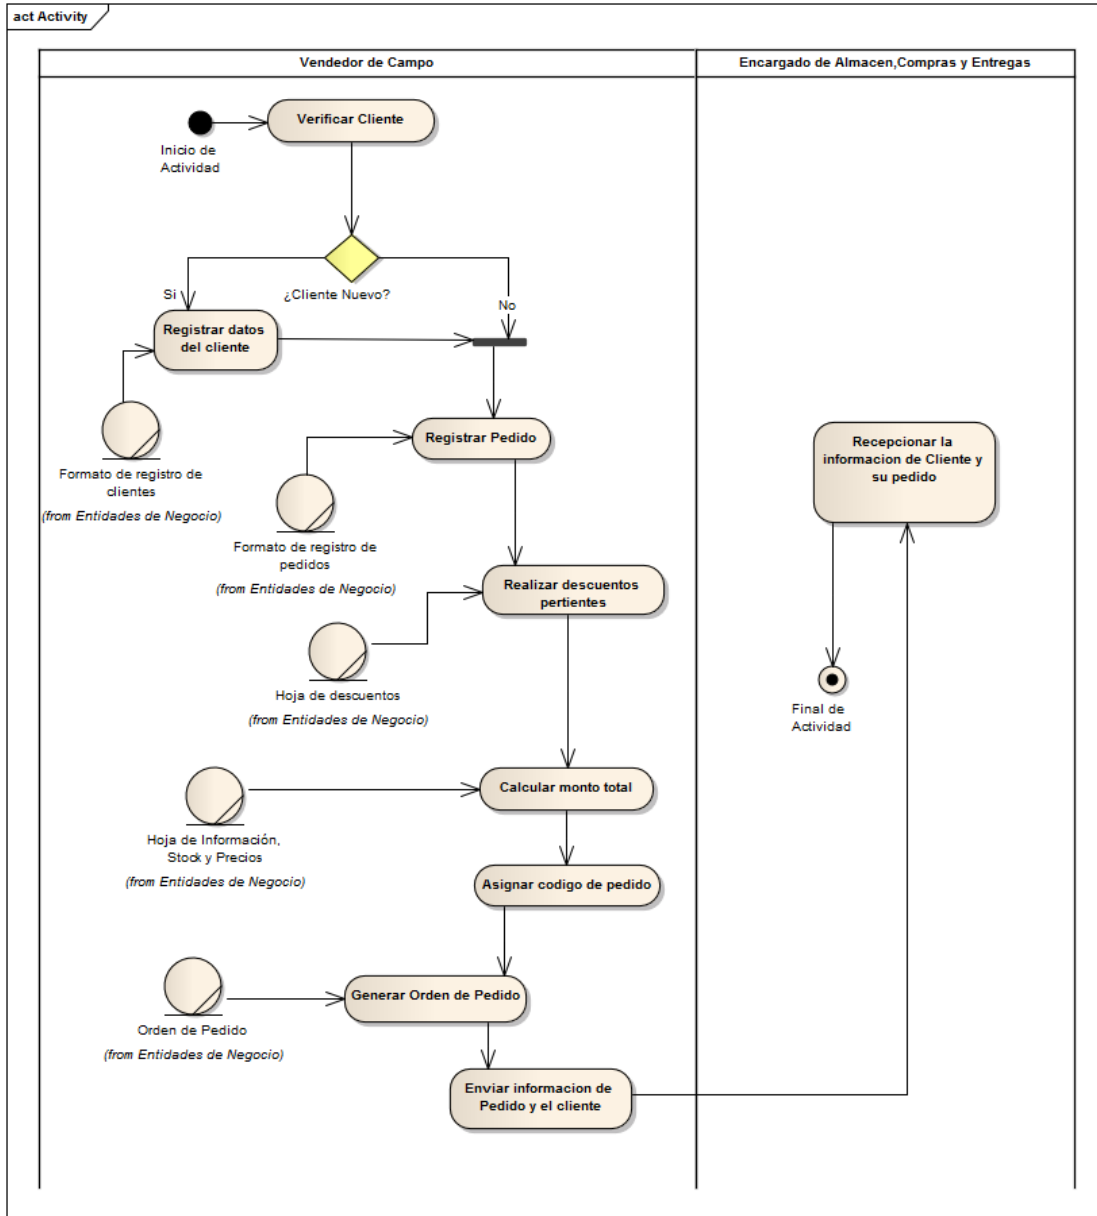 act Activity
Vendedor de Campo
Encargado de Almacen,Compras y Entregas
Verificar Cliente
Inicio de
Actividad
¿Cliente Nuevo?
Si
No
Registrar datos
del cliente
Formato de registro de
clientes
(from Entidades de Negocio)
Registrar Pedido
Recepcionar la
informacion de Cliente y
su pedido
Formato de registro de
pedidos
(from Entidades de Negocio)
Realizar descuentos
pertientes
Hoja de descuentos
(from Entidades de Negocio)
Final de
Actividad
Calcular monto total
Hoja de Información,
Stock y Precios
(from Entidades de Negocio)
Asignar codigo de pedido
Generar Orden de Pedido
Orden de Pedido
(from Entidades de Negocio)
Enviar informacion de
Pedido y el cliente